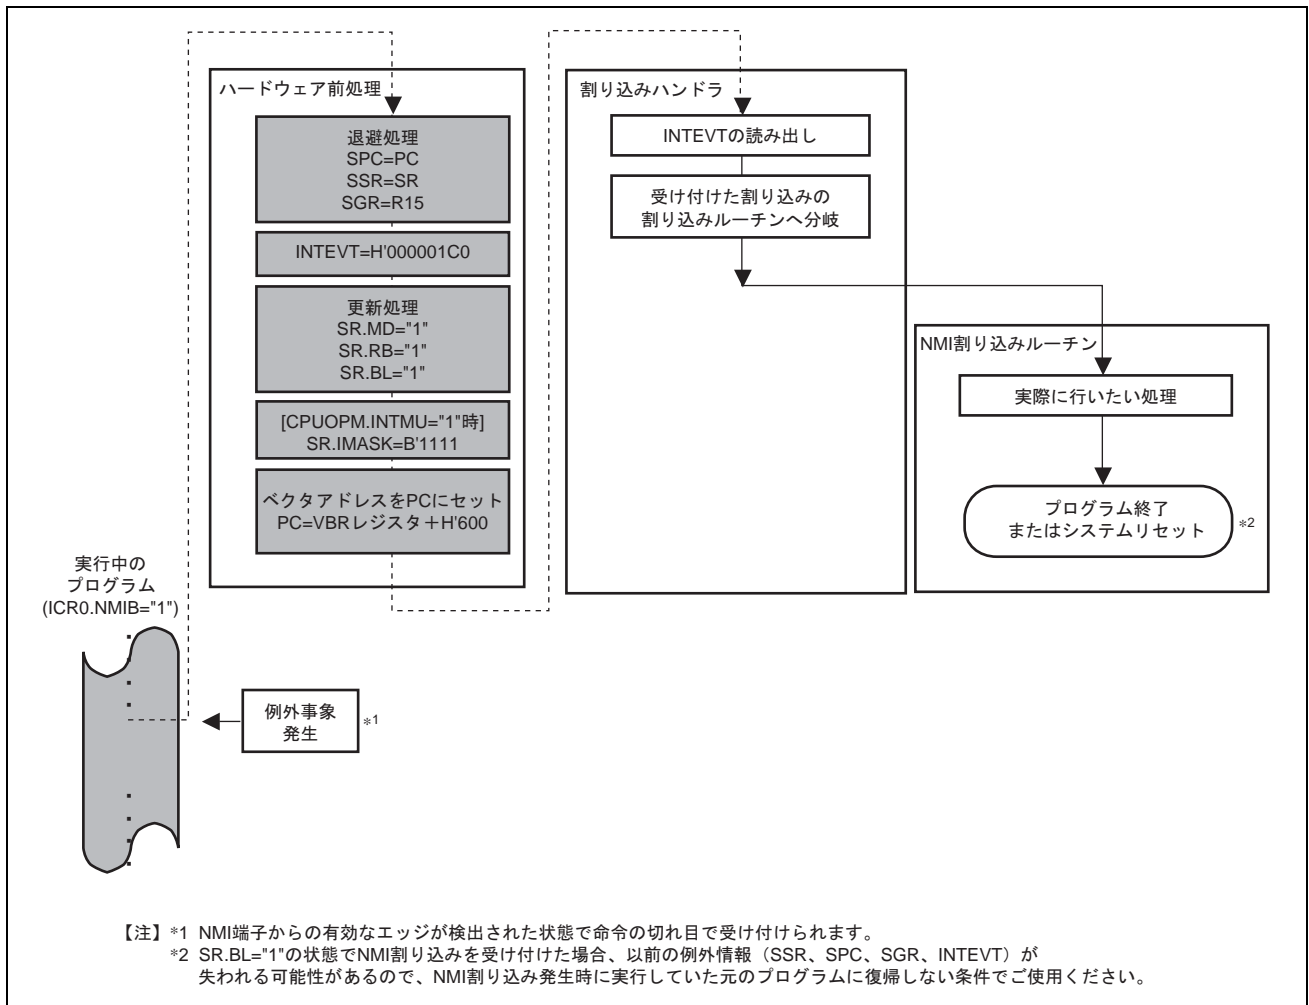 ハードウェア前処理
退避処理
SPC=PC
SSR=SR
SGR=R15
INTEVT=H'000001C0
更新処理
SR.MD="1"
SR.RB="1"
SR.BL="1"
[CPUOPM.INTMU="1"時]
SR.IMASK=B'1111
ベクタアドレスをPCにセット
PC=VBRレジスタ＋H'600
割り込みハンドラ
INTEVTの読み出し
受け付けた割り込みの
割り込みルーチンへ分岐
NMI割り込みルーチン
実際に行いたい処理
プログラム終了
またはシステムリセット
*2
実行中の
プログラム
(ICR0.NMIB="1")
例外事象
発生
*1
【注】*1 NMI端子からの有効なエッジが検出された状態で命令の切れ目で受け付けられます。
*2 SR.BL="1"の状態でNMI割り込みを受け付けた場合、以前の例外情報（SSR、SPC、SGR、INTEVT）が
失われる可能性があるので、NMI割り込み発生時に実行していた元のプログラムに復帰しない条件でご使用ください。